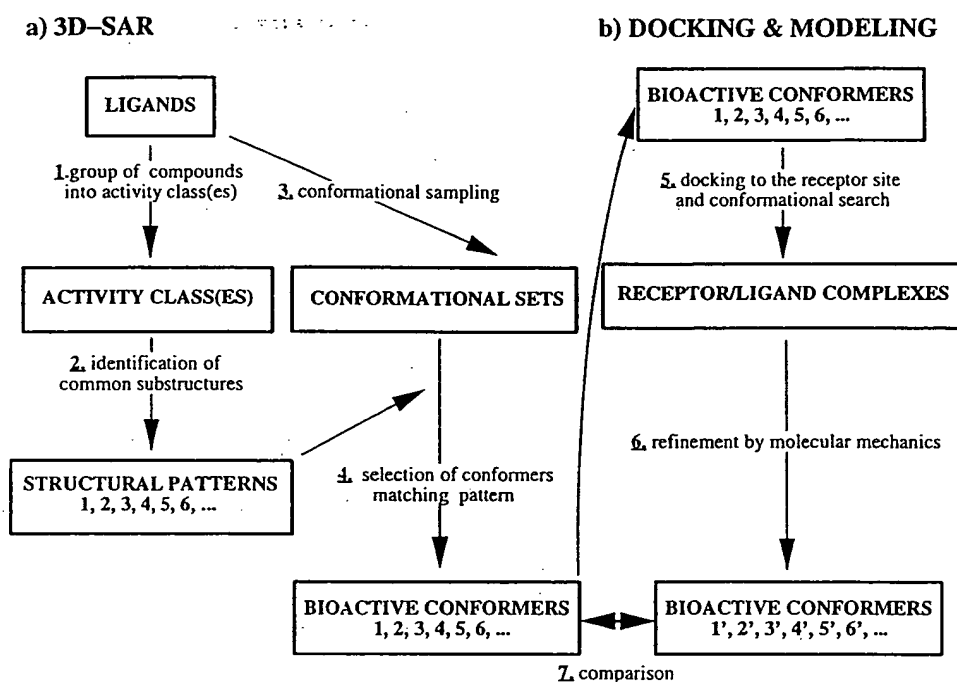 a) 3D–SAR
LIGANDS
1. group of compounds
into activity class(es)
3. conformational sampling
ACTIVITY CLASS(ES)
CONFORMATIONAL SETS
2. identification of
common substructures
STRUCTURAL PATTERNS
1, 2, 3, 4, 5, 6, ...
4. selection of conformers
matching pattern
BIOACTIVE CONFORMERS
1, 2, 3, 4, 5, 6, ...
b) DOCKING & MODELING
BIOACTIVE CONFORMERS
1, 2, 3, 4, 5, 6, ...
5. docking to the receptor site
and conformational search
RECEPTOR/LIGAND COMPLEXES
6. refinement by molecular mechanics
BIOACTIVE CONFORMERS
1', 2', 3', 4', 5', 6', ...
7. comparison